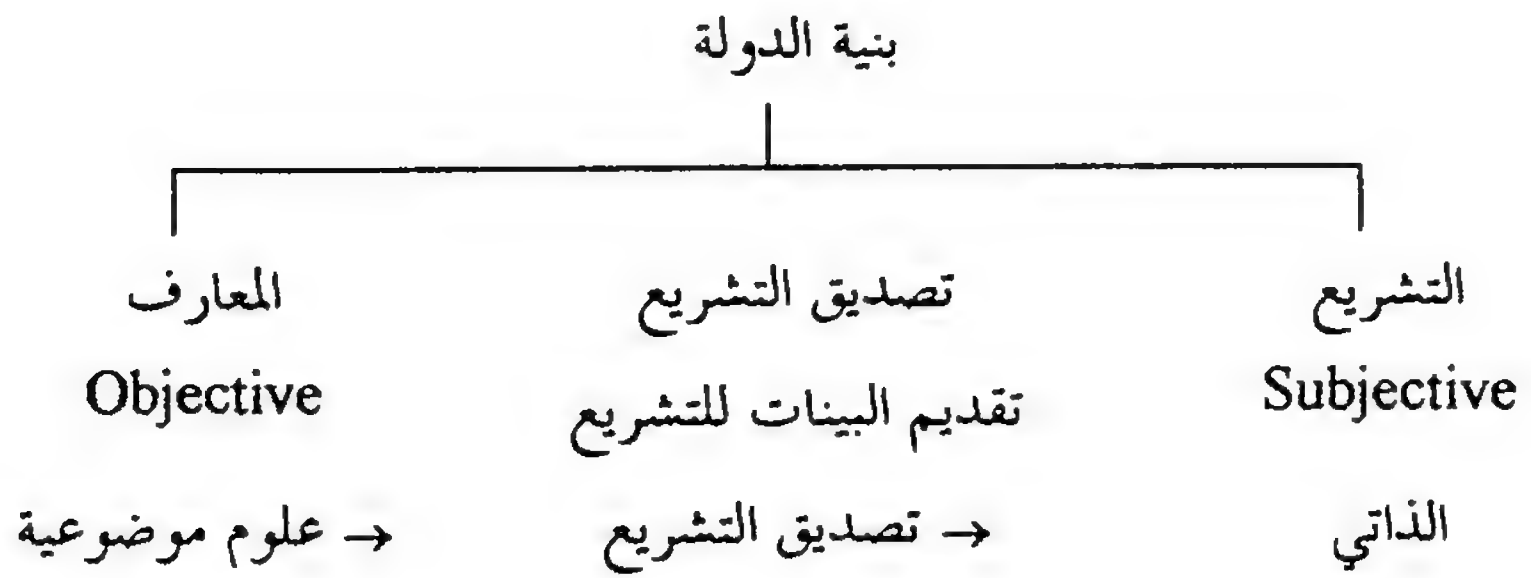 بنية الدولة
التشريع تصديق التشريع المعارف
Subjective تقديم البينات للتشريع Objective
الذاتي → تصديق التشريع → علوم موضوعية